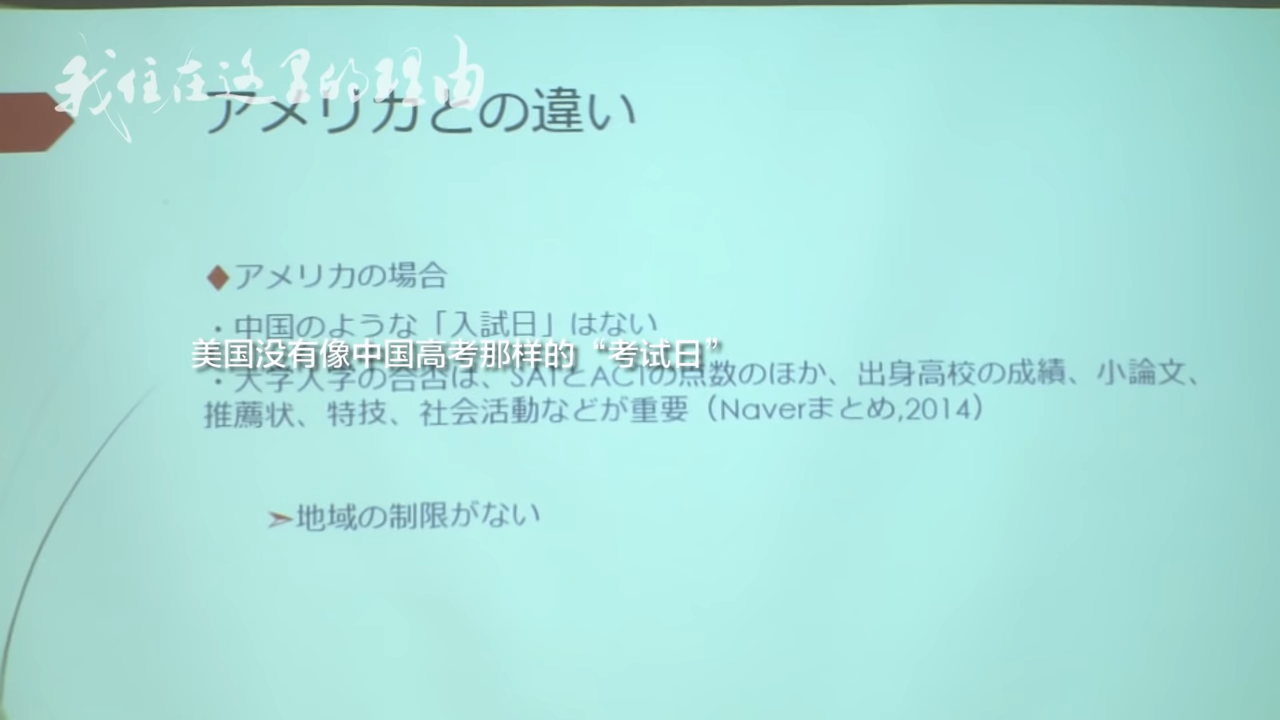 我住在这里的理由
アメリカとの違い
◆アメリカの場合
・中国のような「入試日」はない
美国没有像中国高考那样的“考试日”
・大学入学の合否は、SATとACTの点数のほか、出身高校の成績、小論文、
推薦状、特技、社会活動などが重要（Naverまとめ,2014）
➢地域の制限がない